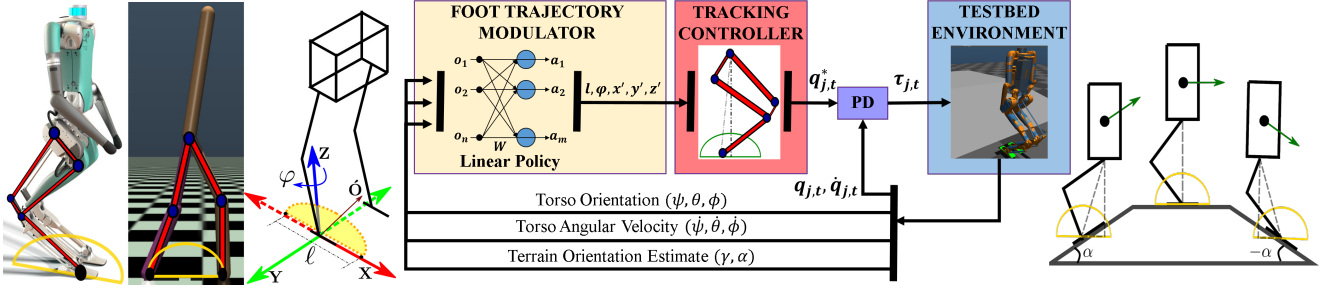 FOOT TRAJECTORY
MODULATOR
o₁ a₁
o₂ a₂
oₙ aₘ
W
Linear Policy
l, φ, x′, y′, z′
TRACKING
CONTROLLER
q*ⱼ,ₜ
PD
τⱼ,ₜ
TESTBED
ENVIRONMENT
qⱼ,ₜ, q̇ⱼ,ₜ
Torso Orientation (ψ, θ, ϕ)
Torso Angular Velocity (ψ̇, θ̇, ϕ̇)
Terrain Orientation Estimate (γ, α)
Z
φ
Ó
ℓ
Y
X
α
−α